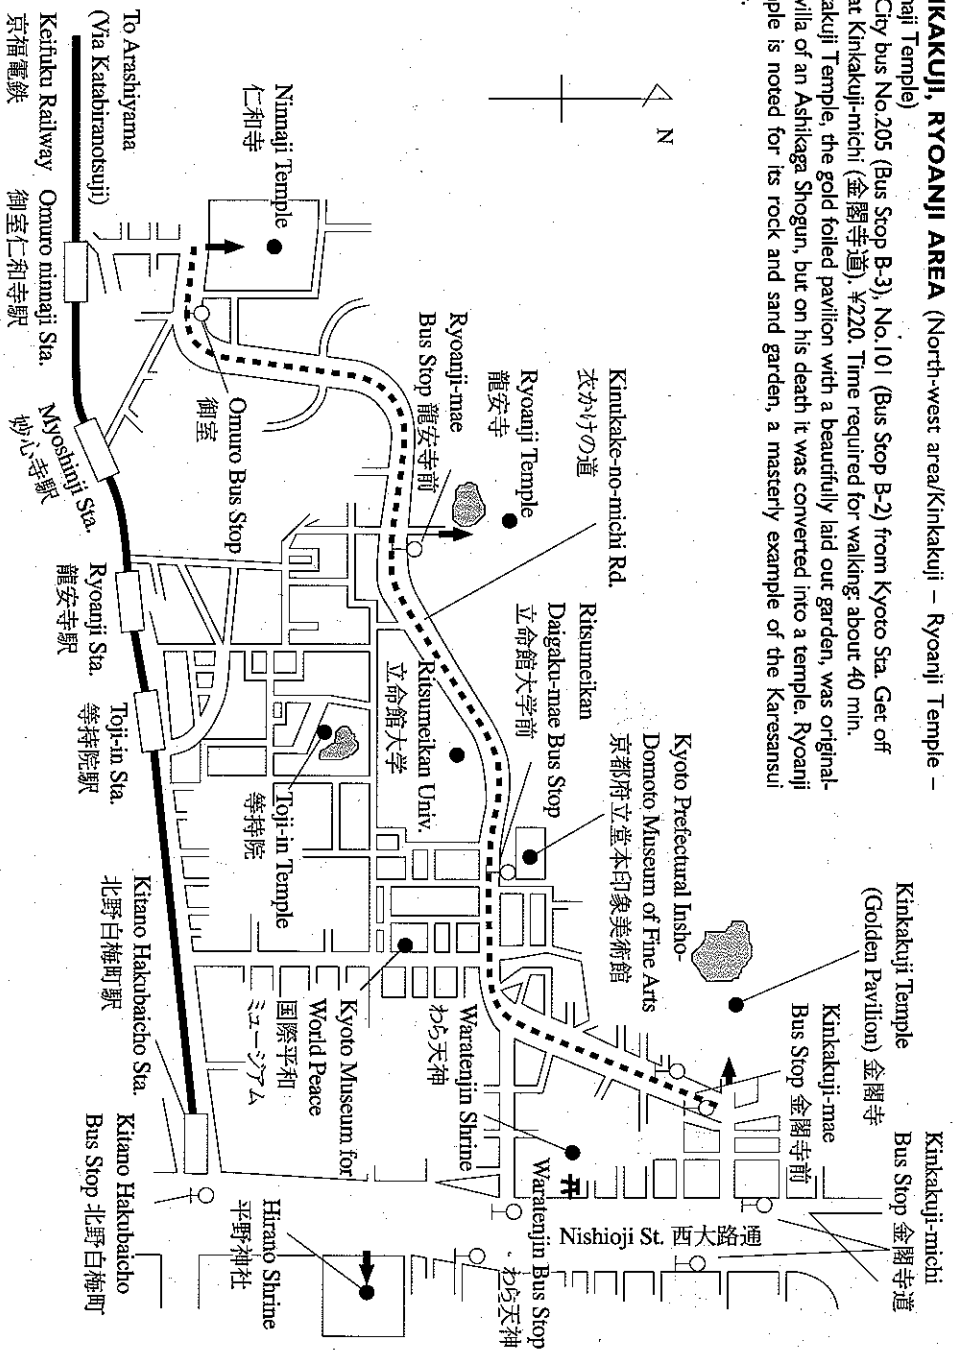 NKAKUJI, RYOANJI AREA (North-west area/Kinkakuji – Ryoanji Temple –
naji Temple)
City bus No.205 (Bus Stop B-3), No.101 (Bus Stop B-2) from Kyoto Sta. Get off
at Kinkakuji-michi (金閣寺道). ¥220. Time required for walking: about 40 min.
kakuji Temple, the gold foiled pavilion with a beautifully laid out garden, was original-
villa of an Ashikaga Shogun, but on his death it was converted into a temple. Ryoanji
ple is noted for its rock and sand garden, a masterly example of the Karesansui
N
Kinkakuji-michi
Bus Stop 金閣寺道
Kinkakuji Temple
(Golden Pavilion) 金閣寺
Kinkakuji-mae
Bus Stop 金閣寺前
Nishioji St. 西大路通
Kyoto Prefectural Insho-
Domoto Museum of Fine Arts
京都府立堂本印象美術館
Kinukake-no-michi Rd.
衣かけの道
Ritsumeikan
Daigaku-mae Bus Stop
立命館大学前
Waratenjin Bus Stop
わら天神
Ryoanji Temple
龍安寺
Ryoanji-mae
Bus Stop 龍安寺前
Waratenjin Shrine
わら天神
Ritsumeikan Univ.
立命館大学
Kyoto Museum for
World Peace
国際平和
ミュージアム
Ninnaji Temple
仁和寺
Omuro Bus Stop
御室
Toji-in Temple
等持院
Hirano Shrine
平野神社
To Arashiyama
(Via Katabiranotsuji)
Keifuku Railway
京福電鉄
Omuro ninnaji Sta.
御室仁和寺駅
Myoshinji Sta.
妙心寺駅
Ryoanji Sta.
龍安寺駅
Toji-in Sta.
等持院駅
Kitano Hakubaicho Sta.
北野白梅町駅
Kitano Hakubaicho
Bus Stop 北野白梅町